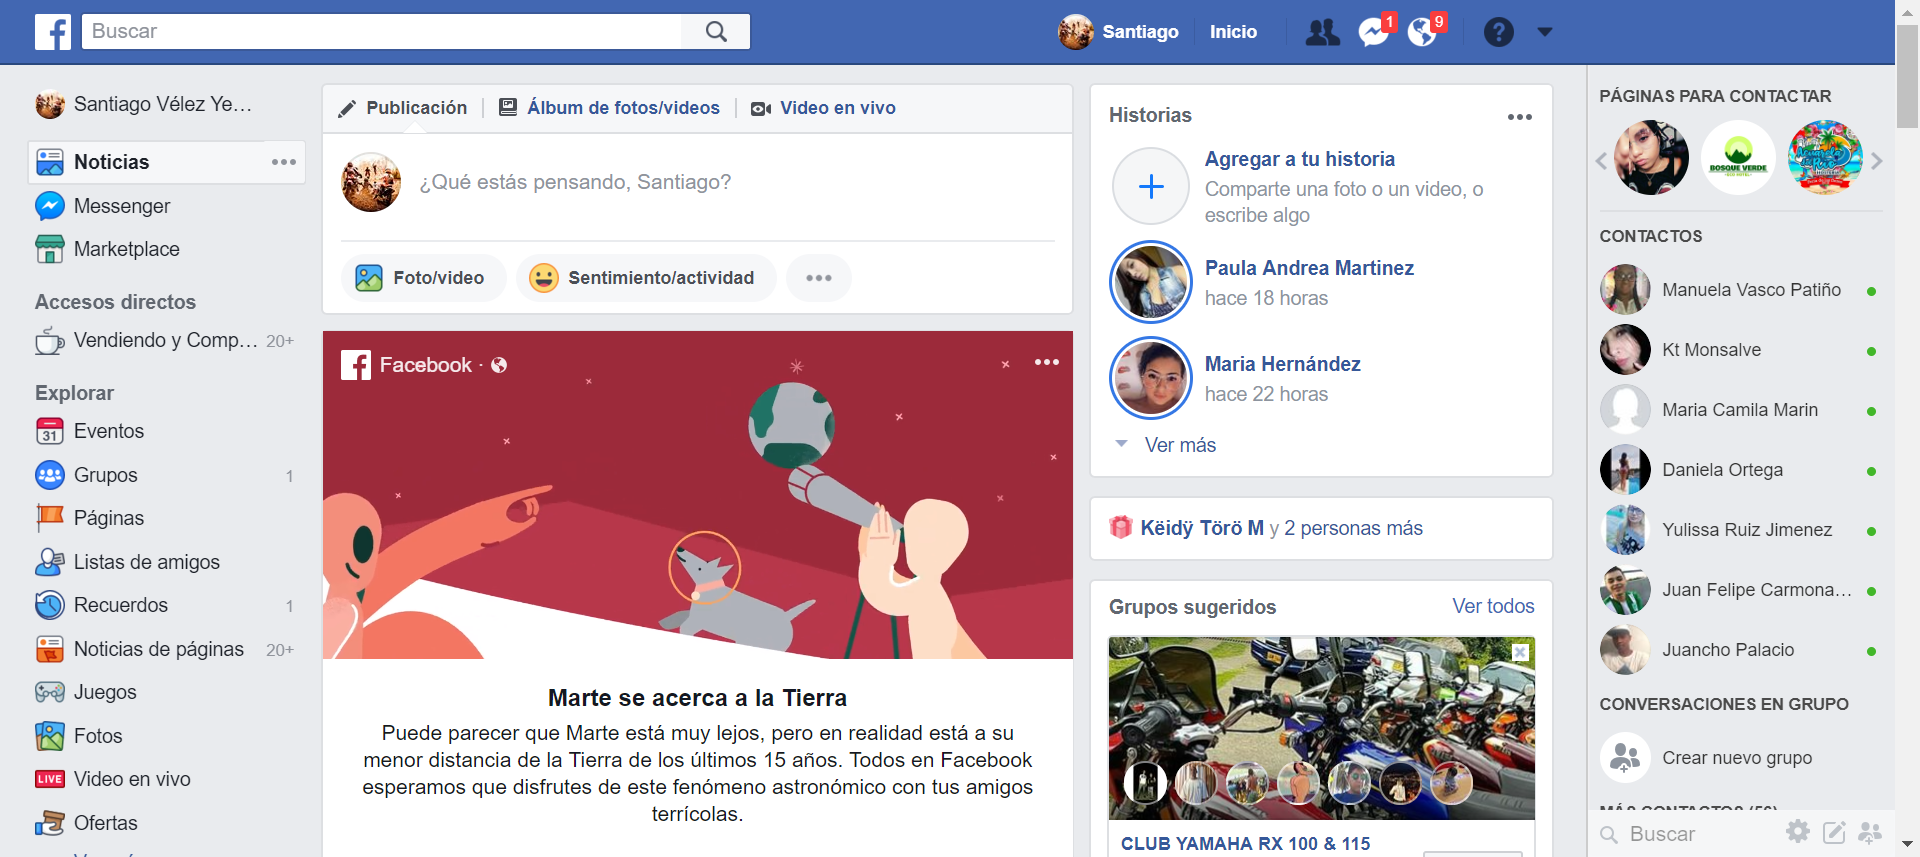 Buscar
Santiago
Inicio
1
9
Santiago Vélez Ye...
Noticias
Messenger
Marketplace
Accesos directos
Vendiendo y Comp... 20+
Explorar
31
Eventos
Grupos 1
Páginas
Listas de amigos
Recuerdos 1
Noticias de páginas 20+
Juegos
Fotos
LIVE
Video en vivo
Ofertas
Publicación
Álbum de fotos/videos
Video en vivo
¿Qué estás pensando, Santiago?
Foto/video
Sentimiento/actividad
Facebook ·
Marte se acerca a la Tierra
Puede parecer que Marte está muy lejos, pero en realidad está a su
menor distancia de la Tierra de los últimos 15 años. Todos en Facebook
esperamos que disfrutes de este fenómeno astronómico con tus amigos
terrícolas.
Historias
Agregar a tu historia
Comparte una foto o un video, o
escribe algo
Paula Andrea Martinez
hace 18 horas
Maria Hernández
hace 22 horas
Ver más
Këidÿ Törö M y 2 personas más
Grupos sugeridos
Ver todos
CLUB YAMAHA RX 100 & 115
PÁGINAS PARA CONTACTAR
BOSQUE VERDE
CONTACTOS
Manuela Vasco Patiño
Kt Monsalve
Maria Camila Marin
Daniela Ortega
Yulissa Ruiz Jimenez
Juan Felipe Carmona...
Juancho Palacio
CONVERSACIONES EN GRUPO
Crear nuevo grupo
Buscar